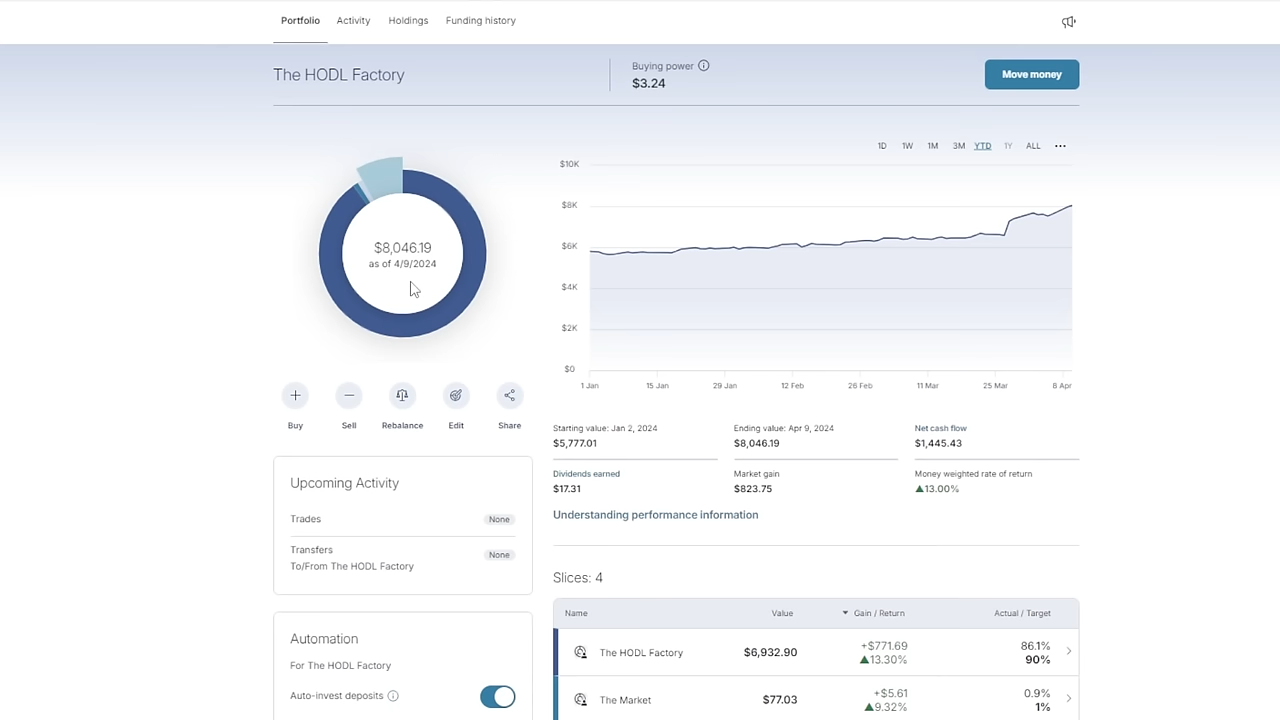 Portfolio Activity Holdings Funding history
The HODL Factory
Buying power
$3.24
Move money
1D 1W 1M 3M YTD 1Y ALL
$10K
$8K
$6K
$4K
$2K
$0
1 Jan 15 Jan 29 Jan 12 Feb 26 Feb 11 Mar 25 Mar 8 Apr
$8,046.19
as of 4/9/2024
Buy Sell Rebalance Edit Share
Starting value: Jan 2, 2024 Ending value: Apr 9, 2024 Net cash flow
$5,777.01 $8,046.19 $1,445.43
Dividends earned Market gain Money weighted rate of return
$17.31 $823.75 ▲13.00%
Understanding performance information
Upcoming Activity
Trades None
Transfers None
To/From The HODL Factory
Automation
For The HODL Factory
Auto-invest deposits
Slices: 4
Name Value Gain / Return Actual / Target
The HODL Factory $6,932.90 +$771.69 86.1%
▲13.30% 90%
The Market $77.03 +$5.61 0.9%
▲9.32% 1%